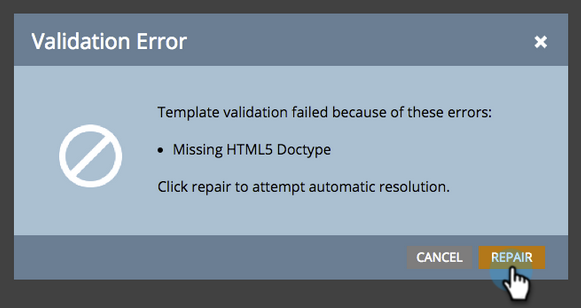 Validation Error
Template validation failed because of these errors:
Missing HTML5 Doctype
Click repair to attempt automatic resolution.
CANCEL
REPAIR